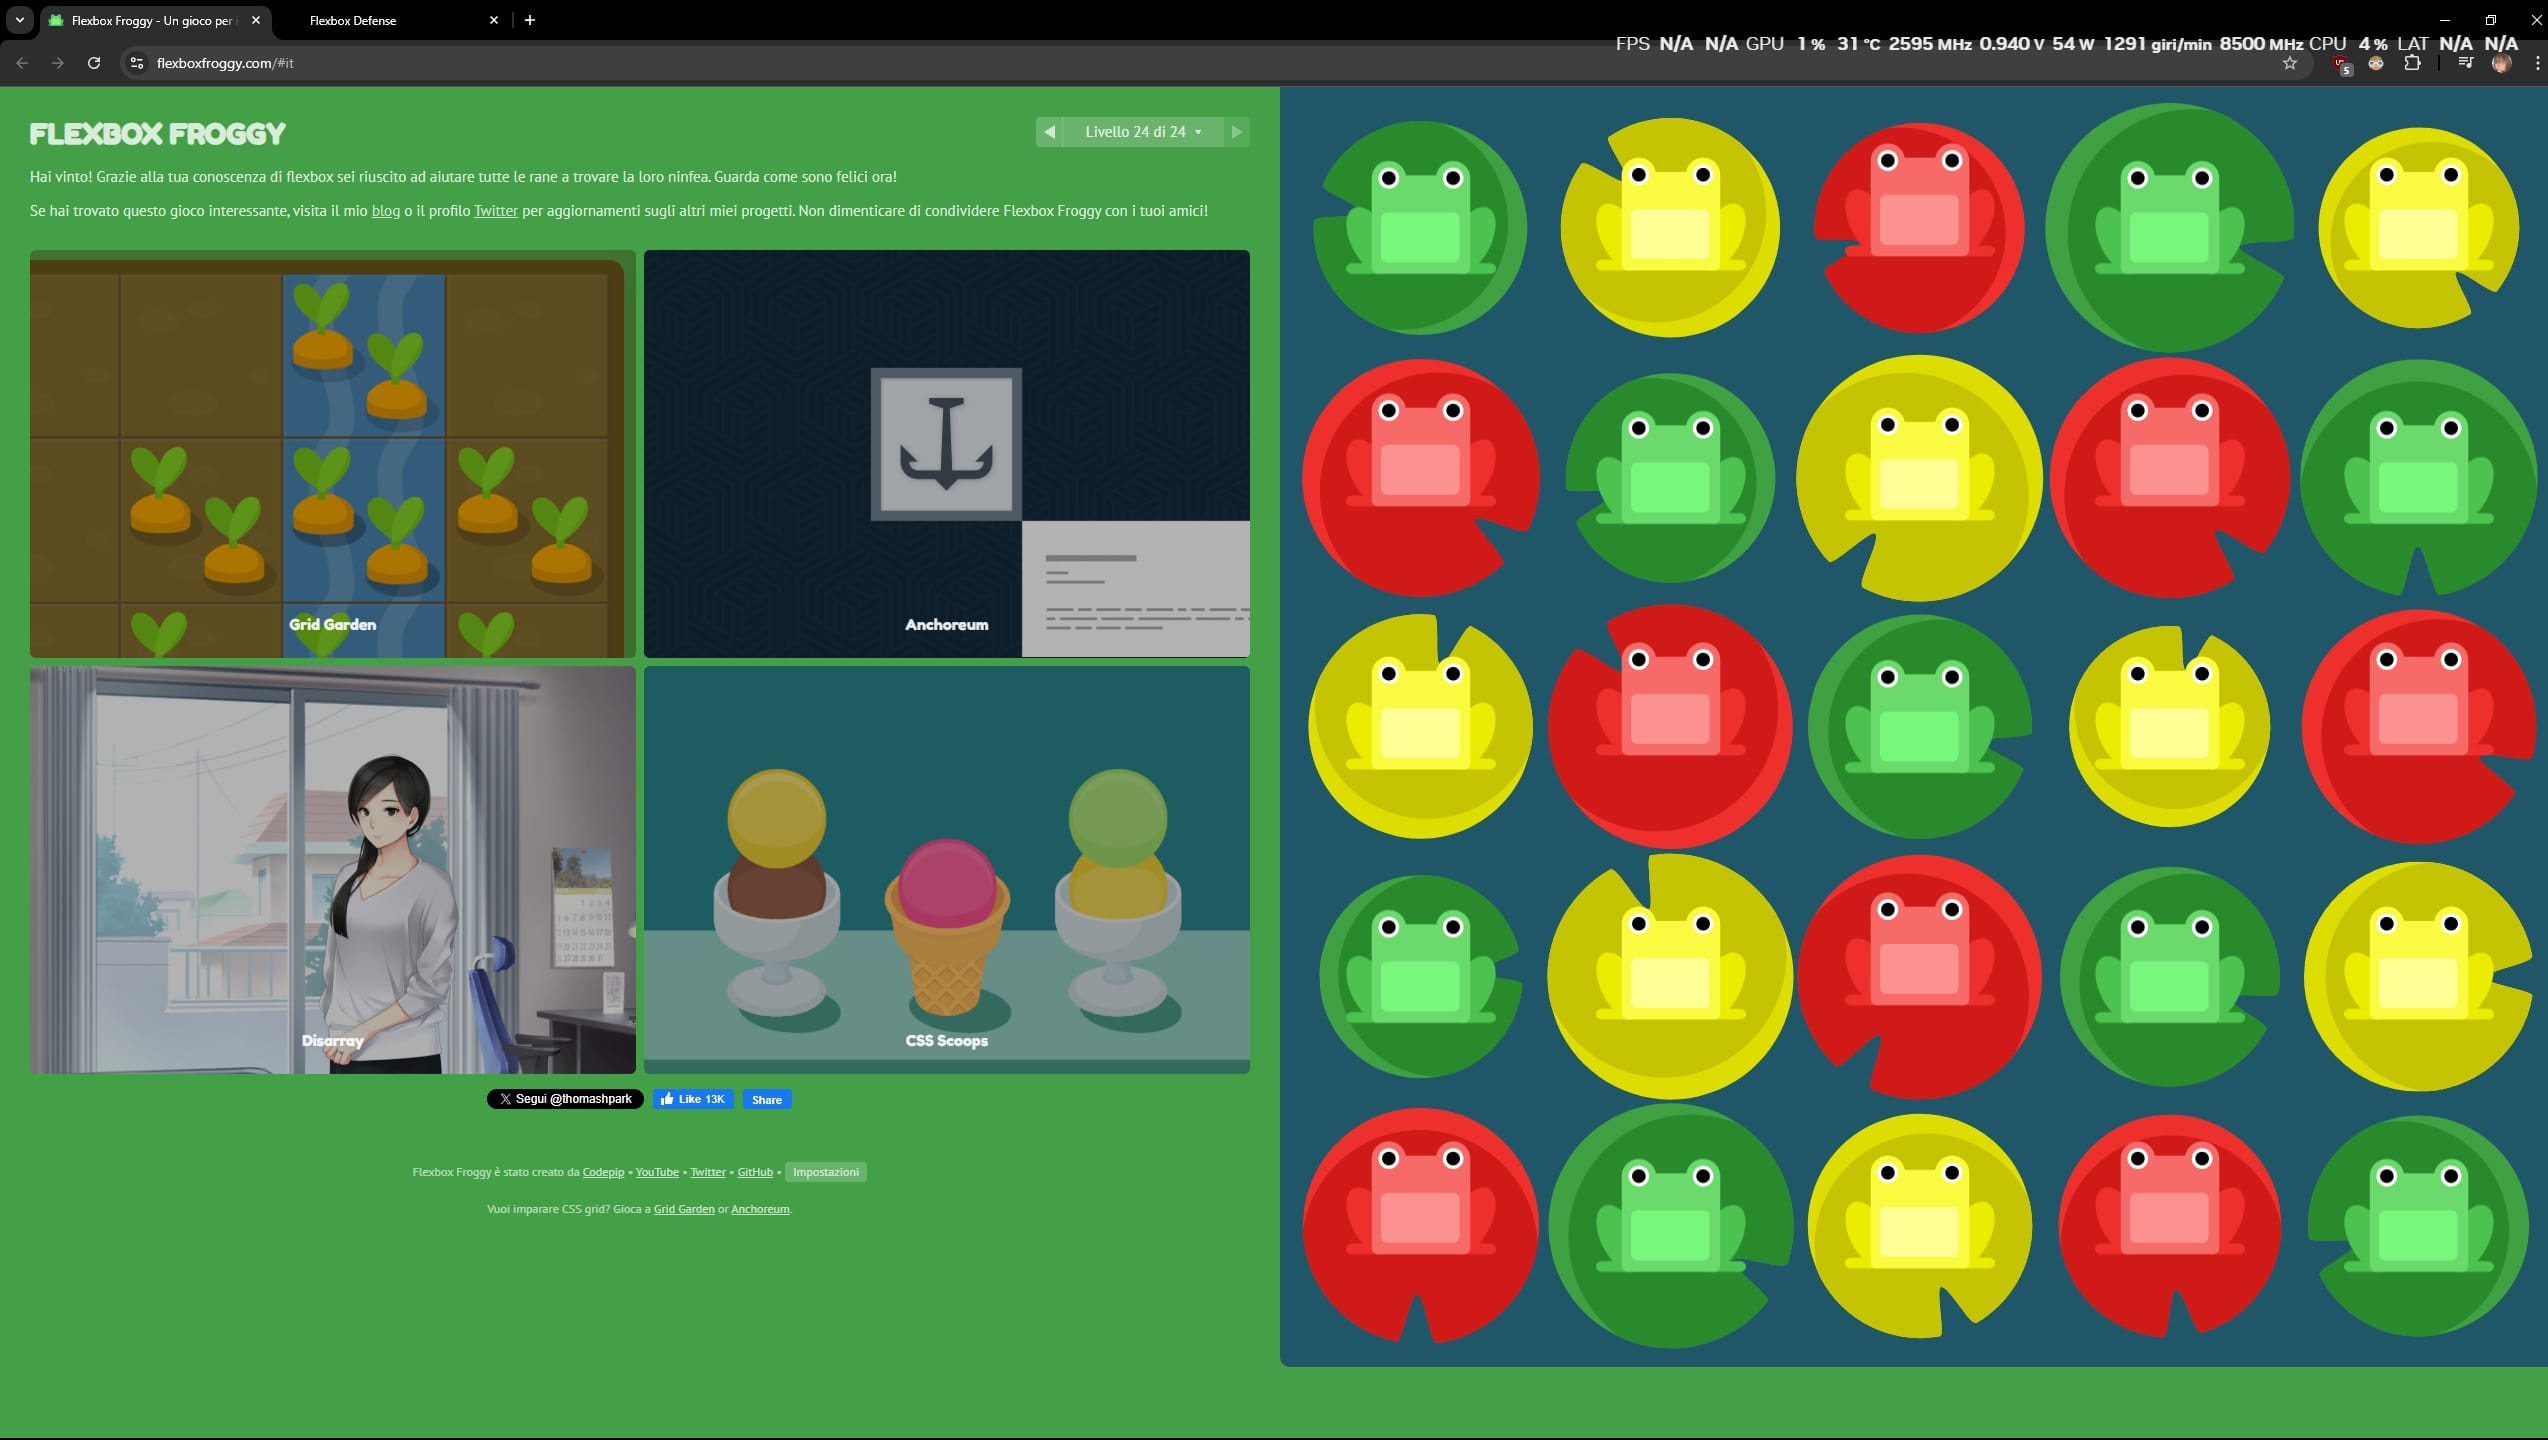 Flexbox Froggy - Un gioco per i
Flexbox Defense
FPS N/A N/A GPU 1 % 31 °C 2595 MHz 0.940 V 54 W 1291 giri/min 8500 MHz CPU 4 % LAT N/A N/A
flexboxfroggy.com/#it
5
FLEXBOX FROGGY
Livello 24 di 24
Hai vinto! Grazie alla tua conoscenza di flexbox sei riuscito ad aiutare tutte le rane a trovare la loro ninfea. Guarda come sono felici ora!
Se hai trovato questo gioco interessante, visita il mio blog o il profilo Twitter per aggiornamenti sugli altri miei progetti. Non dimenticare di condividere Flexbox Froggy con i tuoi amici!
Grid Garden
Anchoreum
Disarray
CSS Scoops
Segui @thomashpark
Like 13K
Share
Flexbox Froggy è stato creato da Codepip • YouTube • Twitter • GitHub • Impostazioni
Vuoi imparare CSS grid? Gioca a Grid Garden or Anchoreum.